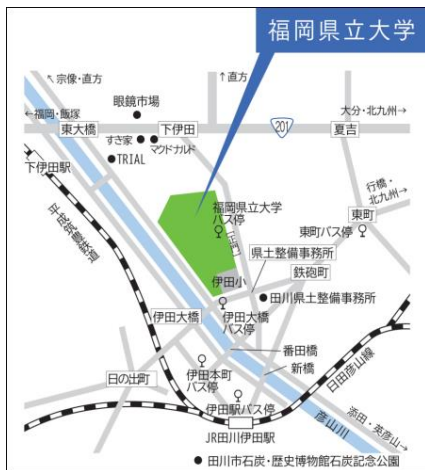 福岡県立大学
↖宗像・直方
↑直方
眼鏡市場
←福岡・飯塚
大分・北九州→
東大橋
すき家
下伊田
マクドナルド
201
夏吉
TRIAL
下伊田駅
行橋・
北九州→
平成筑豊鉄道
福岡県立大学
バス停
正門
東町
東町バス停
県土整備事務所
鉄砲町
伊田小
田川県土整備事務所
伊田大橋
伊田大橋
バス停
番田橋
日田彦山線
伊田本町
バス停
新橋
日の出町
伊田駅バス停
彦山川
添田・英彦山→
JR田川伊田駅
田川市石炭・歴史博物館石炭記念公園